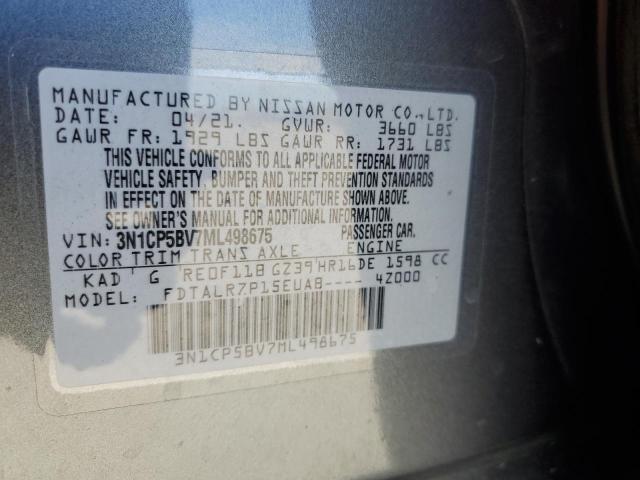 MANUFACTURED BY NISSAN MOTOR CO., LTD.
DATE: 04/21. GVWR: 3660 LBS
GAWR FR: 1929 LBS GAWR RR: 1731 LBS
THIS VEHICLE CONFORMS TO ALL APPLICABLE FEDERAL MOTOR
VEHICLE SAFETY, BUMPER AND THEFT PREVENTION STANDARDS
IN EFFECT ON THE DATE OF MANUFACTURE SHOWN ABOVE.
SEE OWNER'S MANUAL FOR ADDITIONAL INFORMATION.
VIN: 3N1CP5BV7ML498675 PASSENGER CAR.
COLOR TRIM TRANS AXLE ENGINE
KAD G RE0F11B GZ39 HR16DE 1598 CC
MODEL: FDTALR7P15EUAB---- 4Z000
3N1CP5BV7ML498675